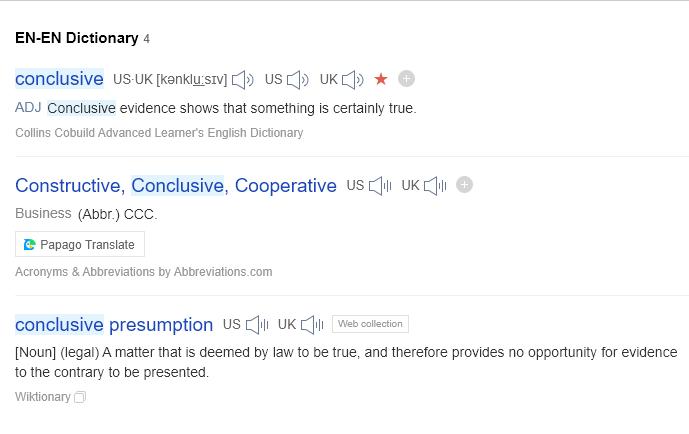 EN-EN Dictionary 4
conclusive US·UK [kənklu:sɪv] US UK
ADJ Conclusive evidence shows that something is certainly true.
Collins Cobuild Advanced Learner's English Dictionary
Constructive, Conclusive, Cooperative US UK
Business (Abbr.) CCC.
Papago Translate
Acronyms & Abbreviations by Abbreviations.com
conclusive presumption US UK Web collection
[Noun] (legal) A matter that is deemed by law to be true, and therefore provides no opportunity for evidence
to the contrary to be presented.
Wiktionary